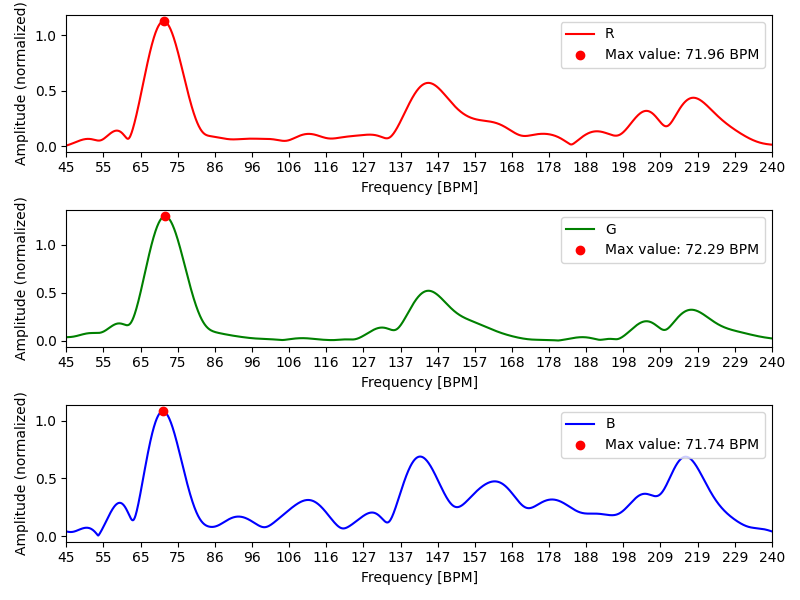 Amplitude (normalized)
1.0
0.5
0.0
R
Max value: 71.96 BPM
45 55 65 75 86 96 106 116 127 137 147 157 168 178 188 198 209 219 229 240
Frequency [BPM]
Amplitude (normalized)
1.0
0.5
0.0
G
Max value: 72.29 BPM
45 55 65 75 86 96 106 116 127 137 147 157 168 178 188 198 209 219 229 240
Frequency [BPM]
Amplitude (normalized)
1.0
0.5
0.0
B
Max value: 71.74 BPM
45 55 65 75 86 96 106 116 127 137 147 157 168 178 188 198 209 219 229 240
Frequency [BPM]